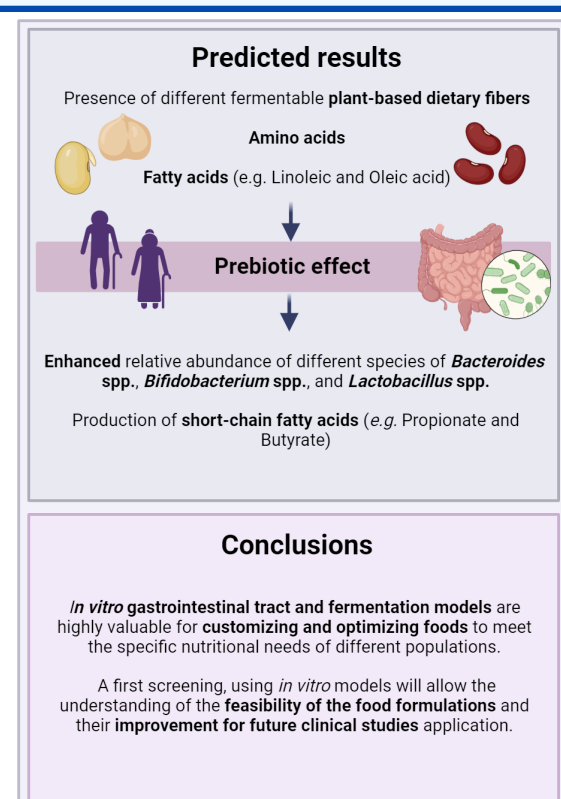 Predicted results
Presence of different fermentable plant-based dietary fibers
Amino acids
Fatty acids (e.g. Linoleic and Oleic acid)
Prebiotic effect
Enhanced relative abundance of different species of Bacteroides
spp., Bifidobacterium spp., and Lactobacillus spp.
Production of short-chain fatty acids (e.g. Propionate and
Butyrate)
Conclusions
In vitro gastrointestinal tract and fermentation models are
highly valuable for customizing and optimizing foods to meet
the specific nutritional needs of different populations.
A first screening, using in vitro models will allow the
understanding of the feasibility of the food formulations and
their improvement for future clinical studies application.